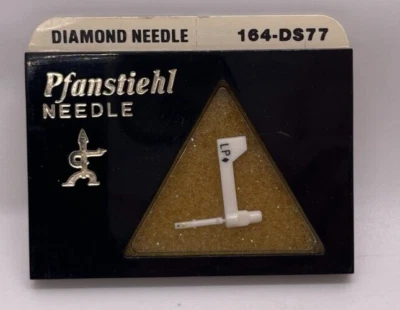 DIAMOND NEEDLE 164-DS77
Pfanstiehl
NEEDLE
LP♦